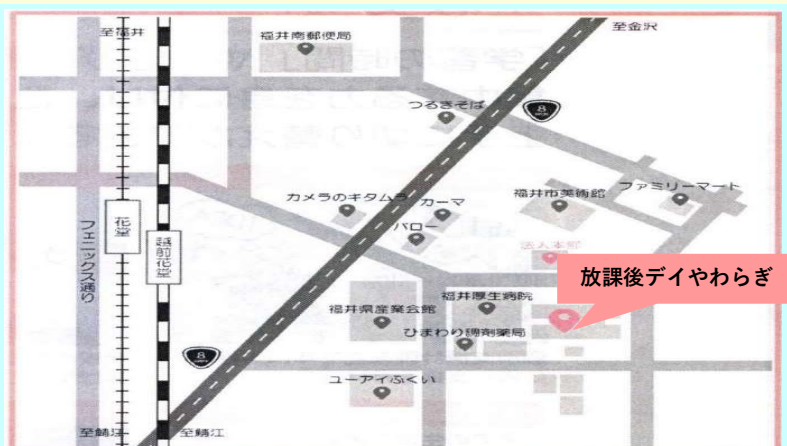 至福井
福井南郵便局
至金沢
つるきそば
8
カメラのキタムラ
カーマ
バロー
福井市美術館
ファミリーマート
フェニックス通り
花堂
越前花堂
法人本部
放課後デイやわらぎ
福井県産業会館
福井厚生病院
ひまわり調剤薬局
8
ユーアイふくい
至鯖江
至鯖江